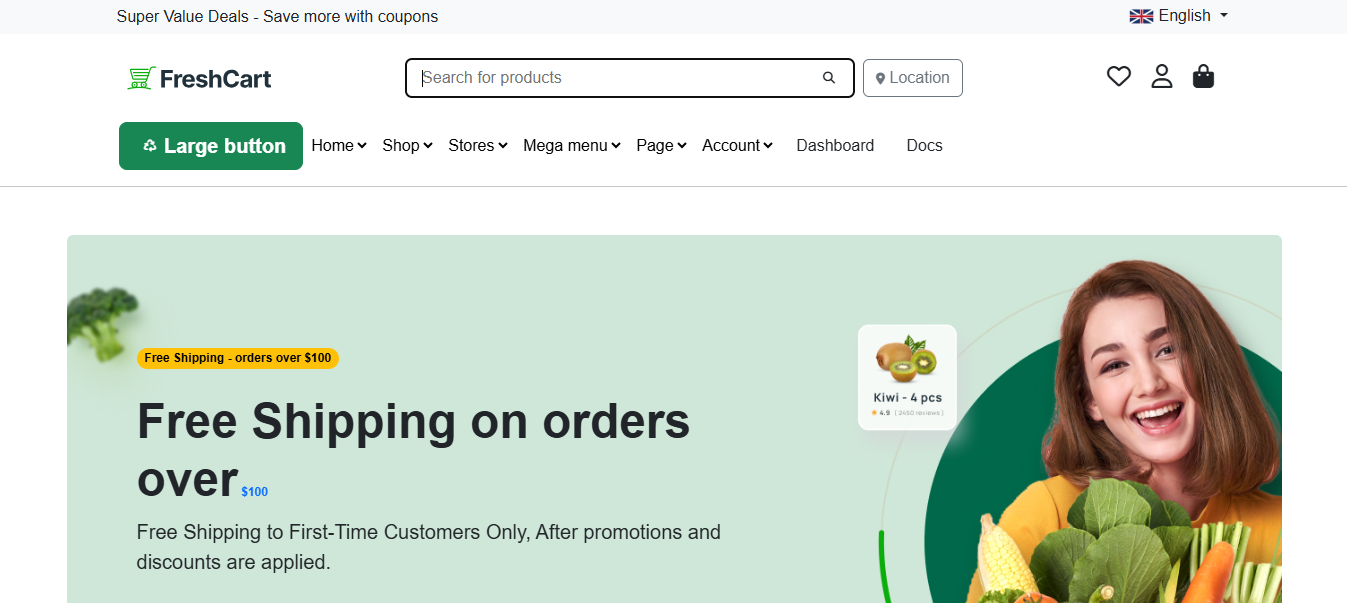 Super Value Deals - Save more with coupons
English
FreshCart
Search for products
Location
Large button
Home
Shop
Stores
Mega menu
Page
Account
Dashboard
Docs
Free Shipping - orders over $100
Free Shipping on orders
over $100
Free Shipping to First-Time Customers Only, After promotions and
discounts are applied.
Kiwi - 4 pcs
4.9 ( 2460 reviews )